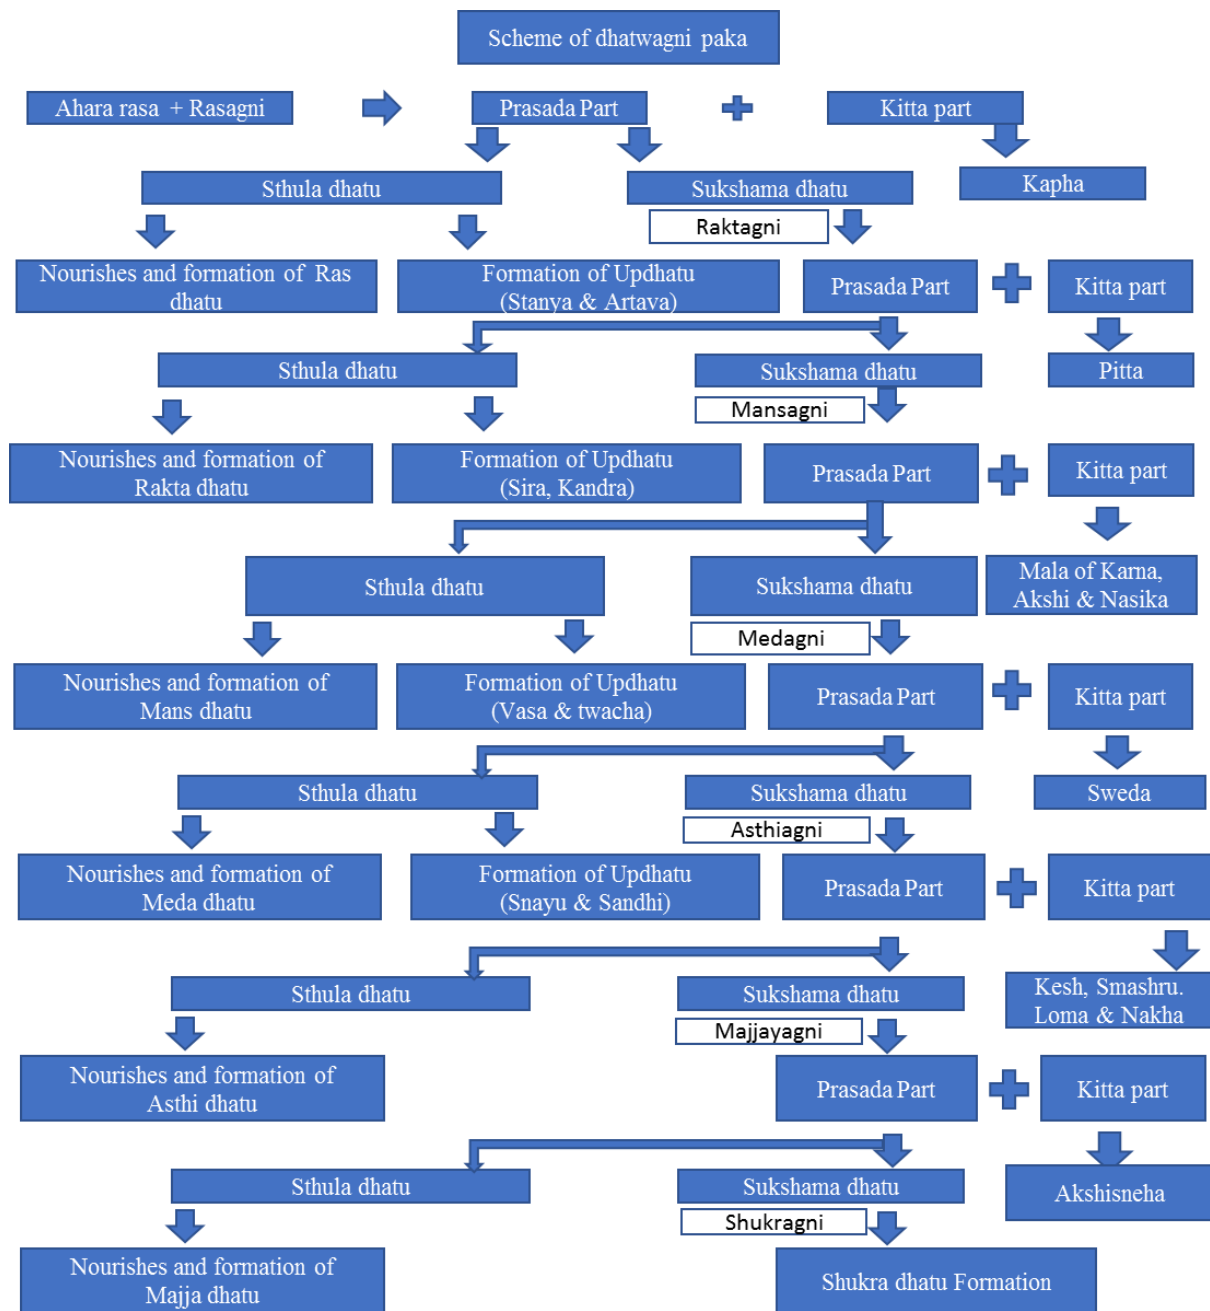 Scheme of dhatwagni paka
Ahara rasa + Rasagni
Prasada Part
Kitta part
Sthula dhatu
Sukshama dhatu
Kapha
Raktagni
Nourishes and formation of Ras
dhatu
Formation of Updhatu
(Stanya & Artava)
Prasada Part
Kitta part
Sthula dhatu
Sukshama dhatu
Pitta
Mansagni
Nourishes and formation of
Rakta dhatu
Formation of Updhatu
(Sira, Kandra)
Prasada Part
Kitta part
Sthula dhatu
Sukshama dhatu
Mala of Karna,
Akshi & Nasika
Medagni
Nourishes and formation of
Mans dhatu
Formation of Updhatu
(Vasa & twacha)
Prasada Part
Kitta part
Sthula dhatu
Sukshama dhatu
Sweda
Asthiagni
Nourishes and formation of
Meda dhatu
Formation of Updhatu
(Snayu & Sandhi)
Prasada Part
Kitta part
Sthula dhatu
Sukshama dhatu
Kesh, Smashru.
Loma & Nakha
Majjayagni
Nourishes and formation of
Asthi dhatu
Prasada Part
Kitta part
Sthula dhatu
Sukshama dhatu
Akshisneha
Shukragni
Nourishes and formation of
Majja dhatu
Shukra dhatu Formation